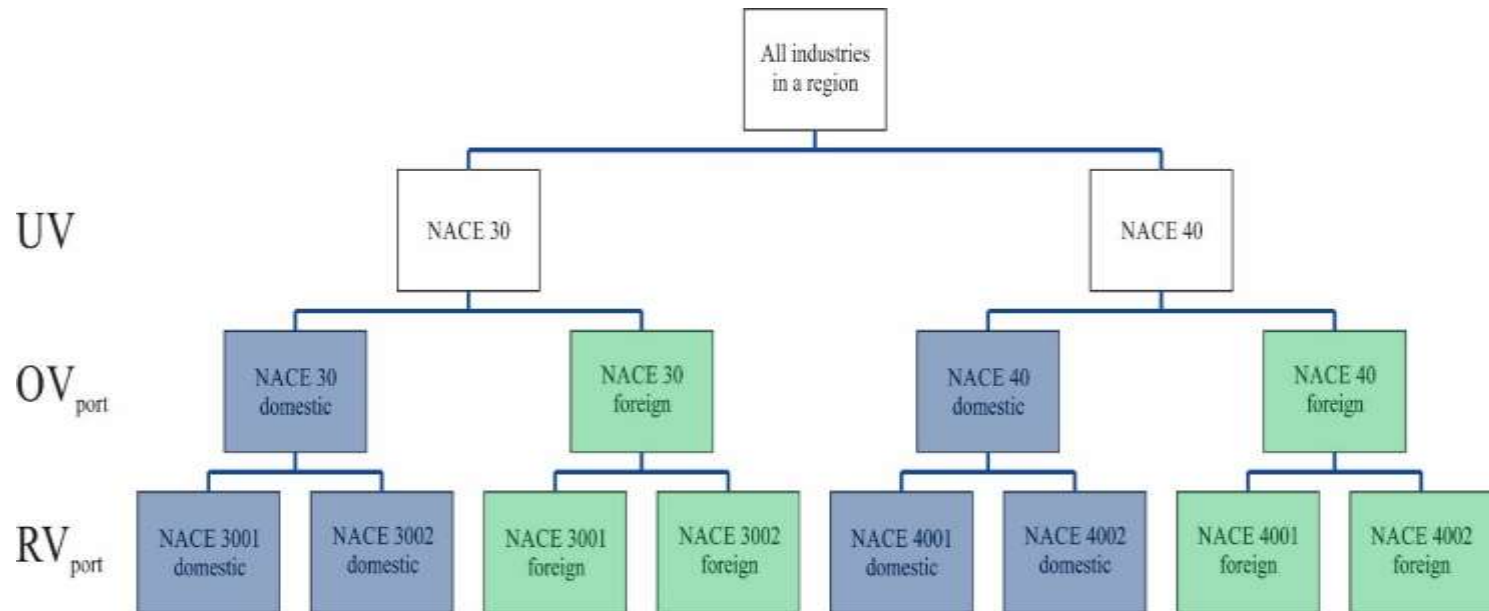 All industries
in a region
UV
NACE 30
NACE 40
OV port
NACE 30
domestic
NACE 30
foreign
NACE 40
domestic
NACE 40
foreign
RV port
NACE 3001
domestic
NACE 3002
domestic
NACE 3001
foreign
NACE 3002
foreign
NACE 4001
domestic
NACE 4002
domestic
NACE 4001
foreign
NACE 4002
foreign